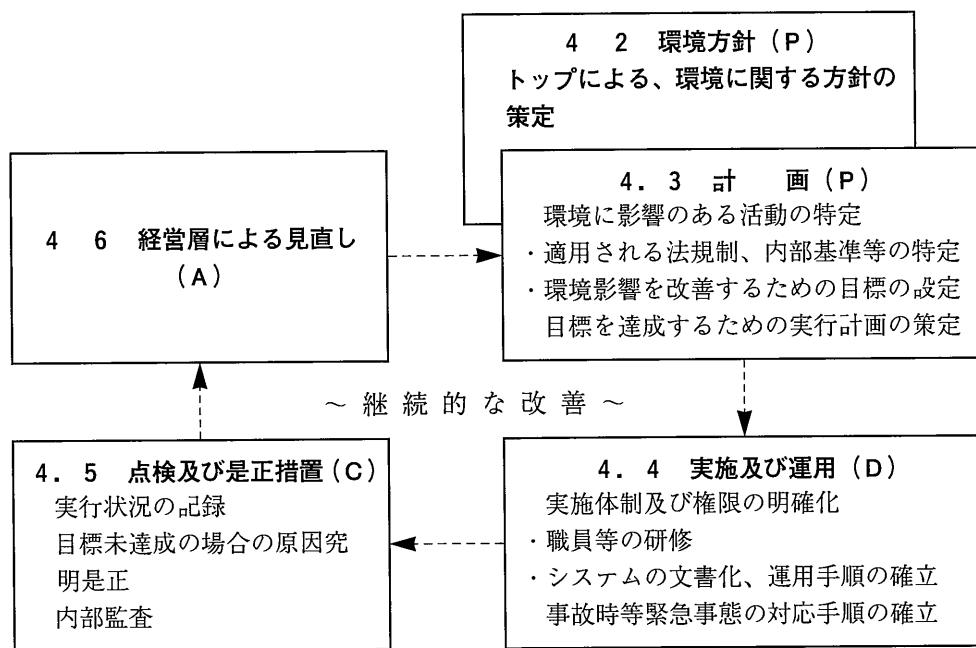 4 2 環境方針(P)
トップによる、環境に関する方針の
策定
4. 3 計 画(P)
環境に影響のある活動の特定
・適用される法規制、内部基準等の特定
・環境影響を改善するための目標の設定
目標を達成するための実行計画の策定
4 6 経営層による見直し
(A)
~継続的な改善~
4. 5 点検及び是正措置(C)
実行状況の記録
目標未達成の場合の原因究
明是正
内部監査
4. 4 実施及び運用(D)
実施体制及び権限の明確化
・職員等の研修
・システムの文書化、運用手順の確立
事故時等緊急事態の対応手順の確立